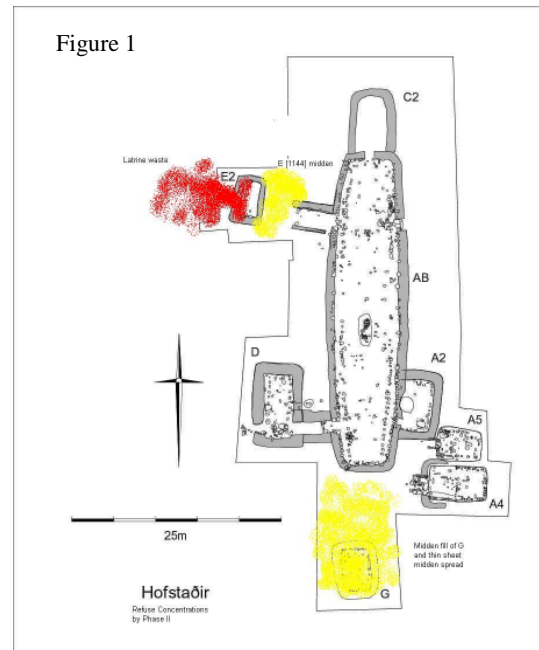 Figure 1
C2
Latrine waste
E2
E [1144] midden
AB
D
A2
A5
A4
25m
Midden fill of G
and thin sheet
midden spread
G
Hofstaðir
Refuse Concentrations
by Phase II